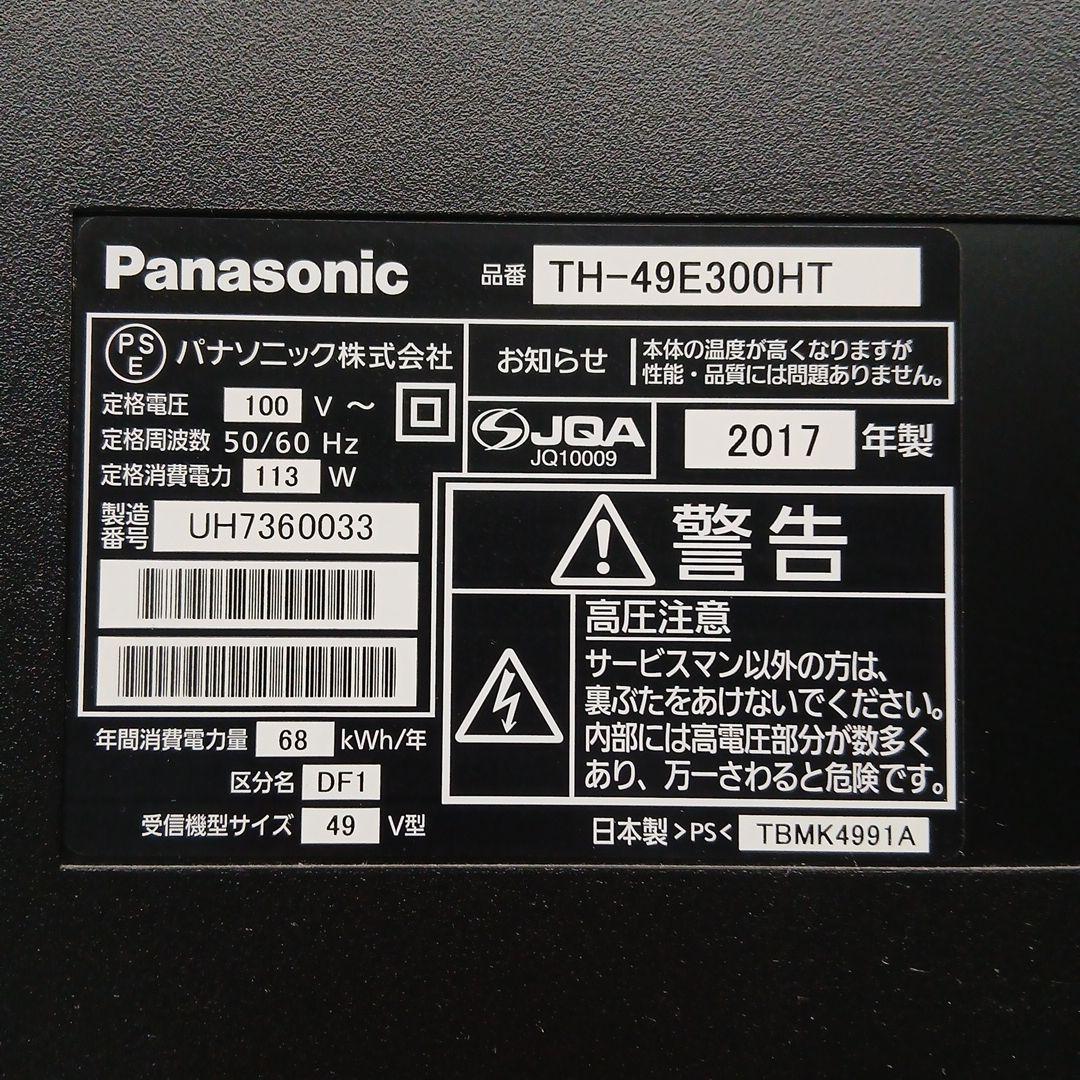 Panasonic
品番 TH-49E300HT
PSE パナソニック株式会社
定格電圧 100 V ～
定格周波数 50/60 Hz
定格消費電力 113 W
製造番号 UH7360033
お知らせ
本体の温度が高くなりますが
性能・品質には問題ありません。
JQA
JQ10009
2017 年製
警告
高圧注意
サービスマン以外の方は、
裏ぶたをあけないでください。
内部には高電圧部分が数多く
あり、万一さわると危険です。
年間消費電力量 68 kWh/年
区分名 DF1
受信機型サイズ 49 V型
日本製 >PS< TBMK4991A